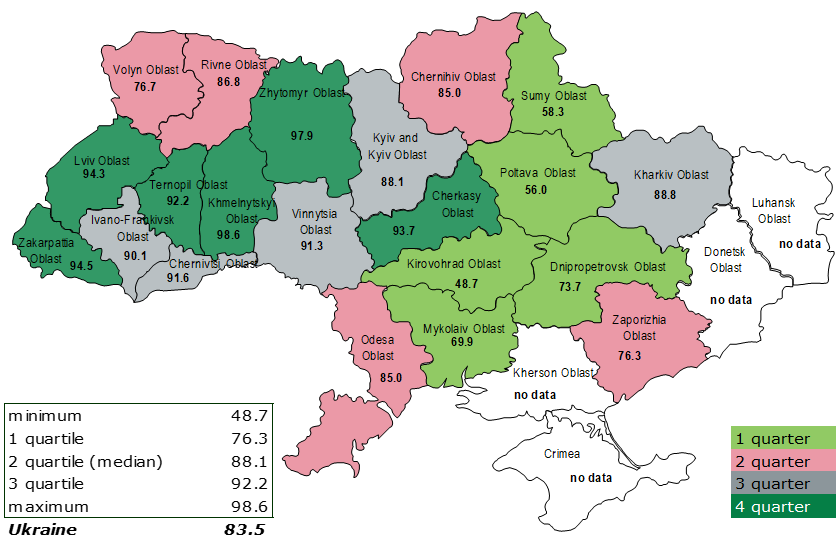 Volyn Oblast
76.7
Rivne Oblast
86.8
Zhytomyr Oblast
97.9
Chernihiv Oblast
85.0
Sumy Oblast
58.3
Kyiv and
Kyiv Oblast
88.1
Lviv Oblast
94.3
Ternopil Oblast
92.2
Khmelnytskyi
Oblast
98.6
Cherkasy
Oblast
93.7
Poltava Oblast
56.0
Kharkiv Oblast
88.8
Luhansk
Oblast
no data
Zakarpattia
Oblast
94.5
Ivano-Frankivsk
Oblast
90.1
Chernivtsi Oblast
91.6
Vinnytsia
Oblast
91.3
Kirovohrad Oblast
48.7
Dnipropetrovsk Oblast
73.7
Donetsk
Oblast
no data
Odesa
Oblast
85.0
Mykolaiv Oblast
69.9
Zaporizhia
Oblast
76.3
Kherson Oblast
no data
Crimea
no data
minimum 48.7
1 quartile 76.3
2 quartile (median) 88.1
3 quartile 92.2
maximum 98.6
Ukraine 83.5
1 quarter
2 quarter
3 quarter
4 quarter